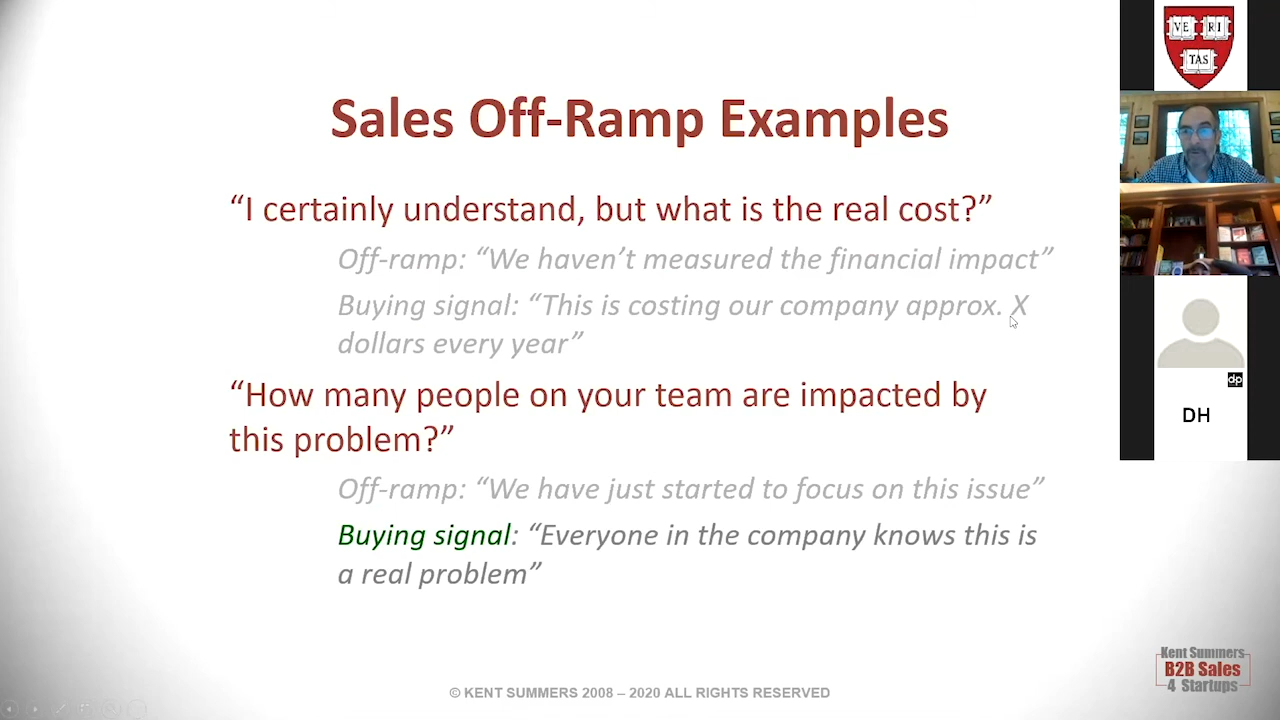 Sales Off-Ramp Examples
“I certainly understand, but what is the real cost?”
Off-ramp: “We haven’t measured the financial impact”
Buying signal: “This is costing our company approx. X
dollars every year”
“How many people on your team are impacted by
this problem?”
Off-ramp: “We have just started to focus on this issue”
Buying signal: “Everyone in the company knows this is
a real problem”
© KENT SUMMERS 2008 – 2020 ALL RIGHTS RESERVED
Kent Summers
B2B Sales
4 Startups
VE RI
TAS
dp
DH